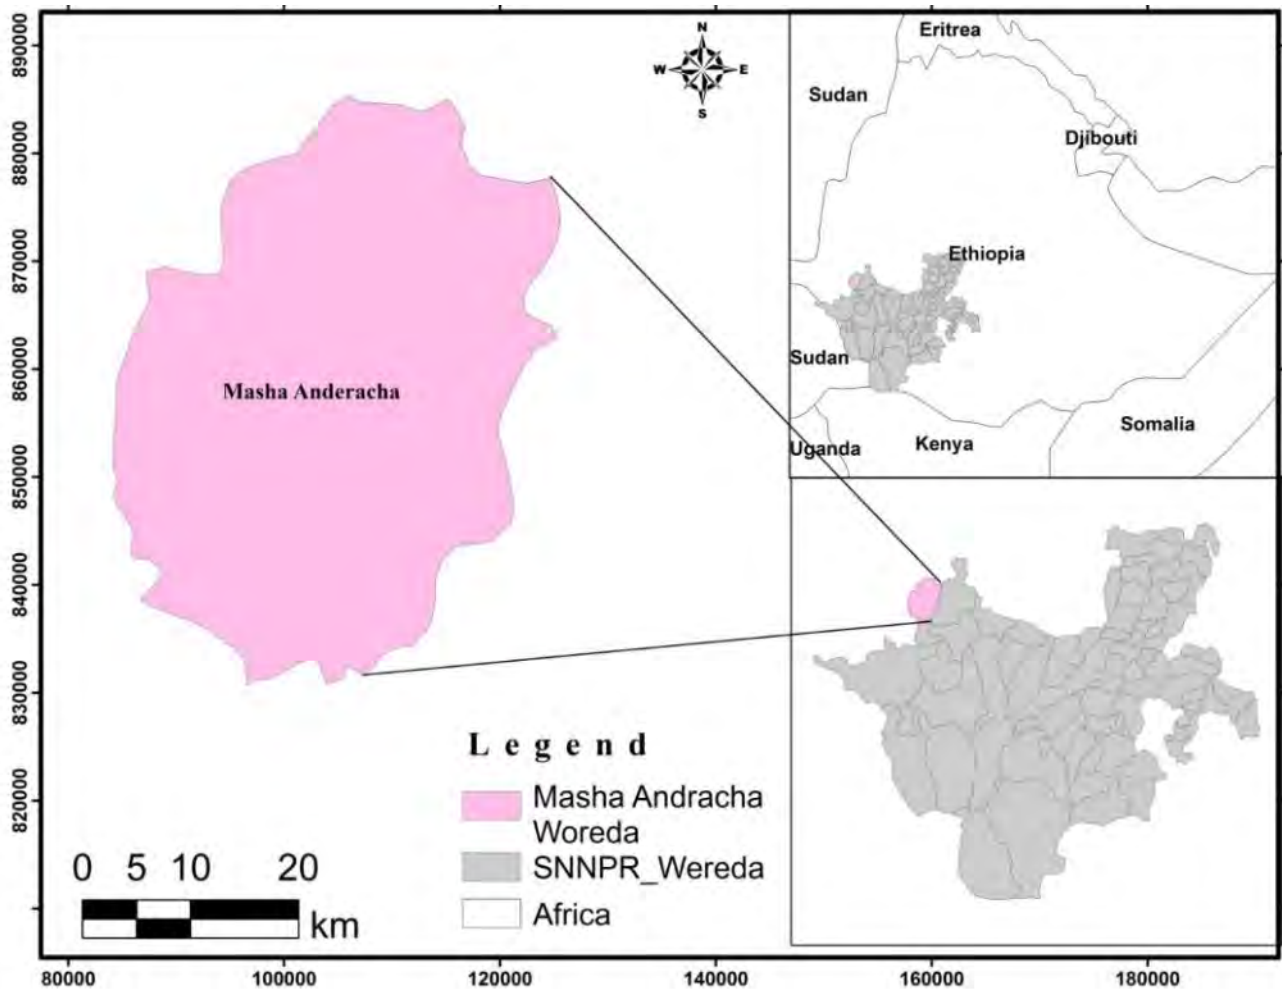 N
W E
S
Eritrea
Sudan
Djibouti
Ethiopia
Sudan
Somalia
Uganda
Kenya
Masha Anderacha
Legend
Masha Andracha
Woreda
SNNPR_Wereda
Africa
0 5 10 20
km
890000
880000
870000
860000
850000
840000
830000
820000
80000 100000 120000 140000 160000 180000